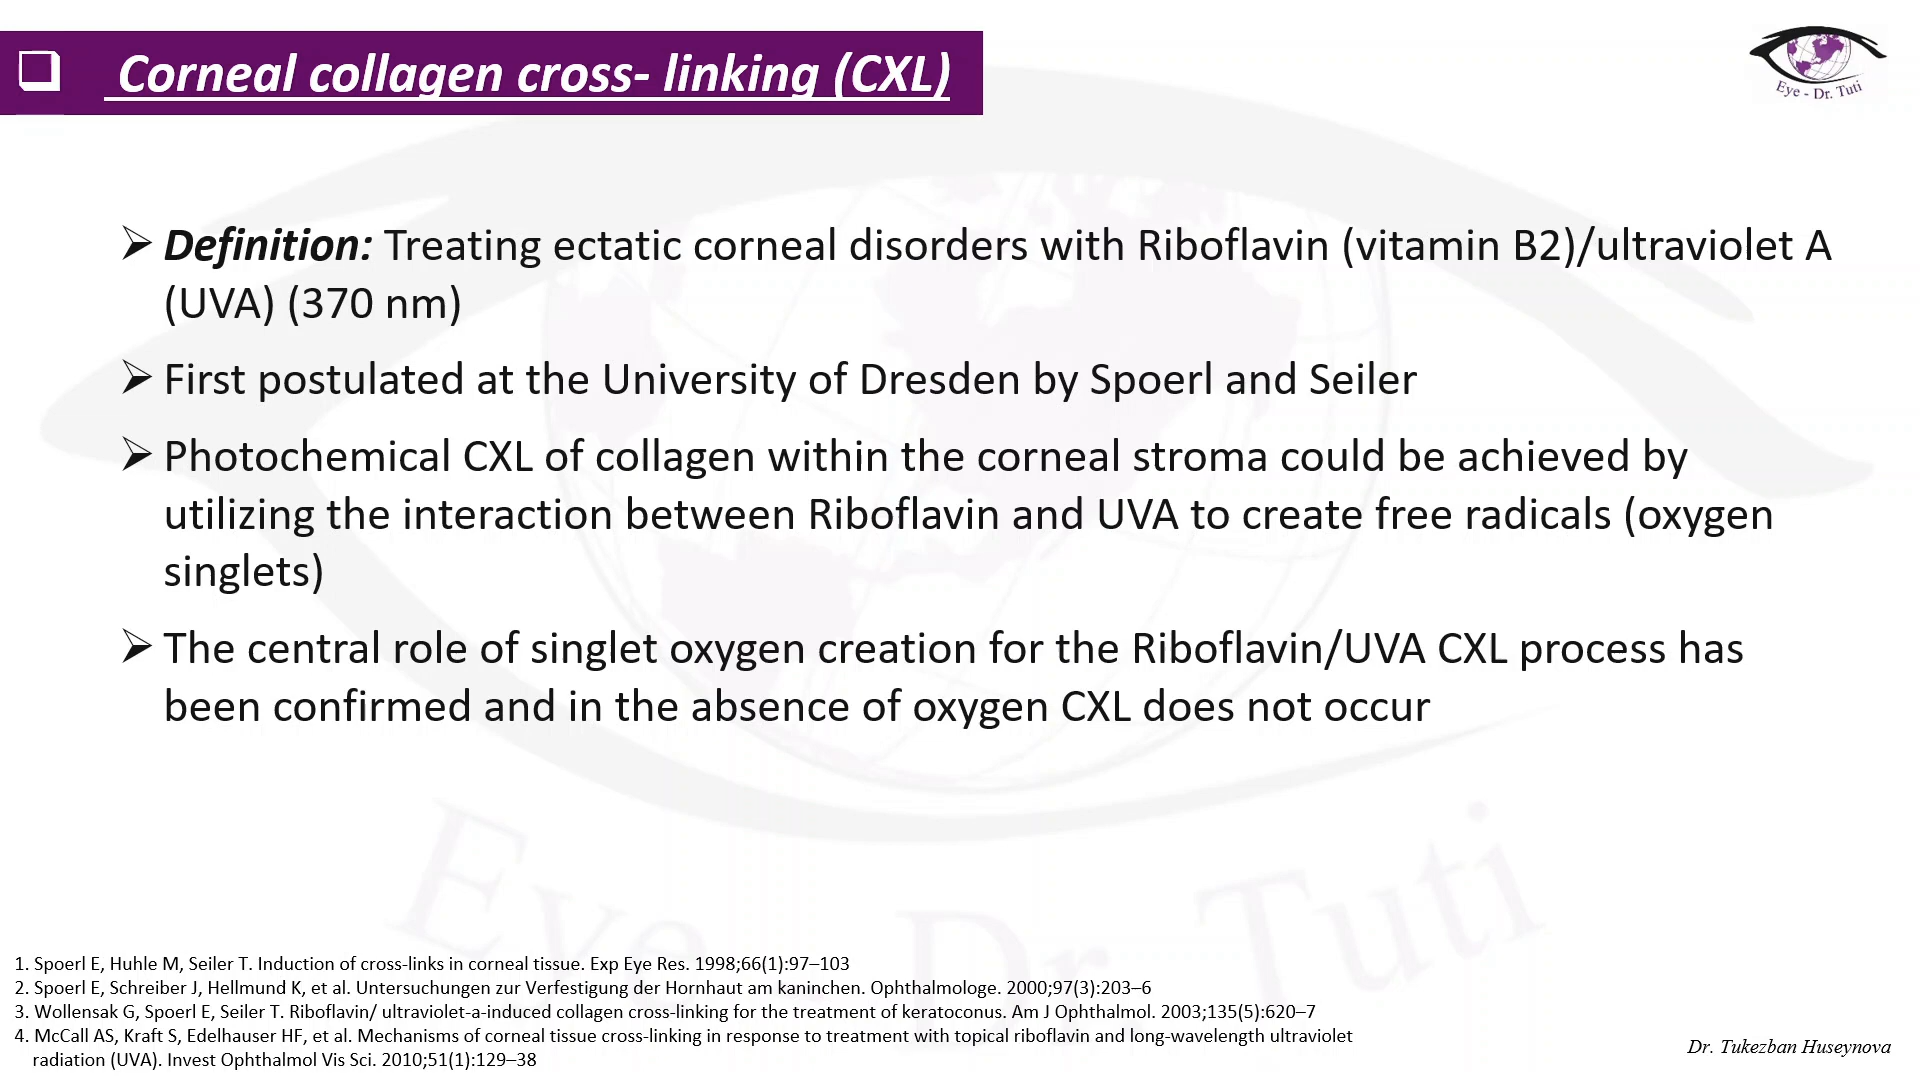 Corneal collagen cross- linking (CXL)
Eye - Dr. Tuti
Definition: Treating ectatic corneal disorders with Riboflavin (vitamin B2)/ultraviolet A
(UVA) (370 nm)
First postulated at the University of Dresden by Spoerl and Seiler
Photochemical CXL of collagen within the corneal stroma could be achieved by
utilizing the interaction between Riboflavin and UVA to create free radicals (oxygen
singlets)
The central role of singlet oxygen creation for the Riboflavin/UVA CXL process has
been confirmed and in the absence of oxygen CXL does not occur
Eye - Dr. Tuti
1. Spoerl E, Huhle M, Seiler T. Induction of cross-links in corneal tissue. Exp Eye Res. 1998;66(1):97–103
2. Spoerl E, Schreiber J, Hellmund K, et al. Untersuchungen zur Verfestigung der Hornhaut am kaninchen. Ophthalmologe. 2000;97(3):203–6
3. Wollensak G, Spoerl E, Seiler T. Riboflavin/ ultraviolet-a-induced collagen cross-linking for the treatment of keratoconus. Am J Ophthalmol. 2003;135(5):620–7
4. McCall AS, Kraft S, Edelhauser HF, et al. Mechanisms of corneal tissue cross-linking in response to treatment with topical riboflavin and long-wavelength ultraviolet
radiation (UVA). Invest Ophthalmol Vis Sci. 2010;51(1):129–38
Dr. Tukezban Huseynova